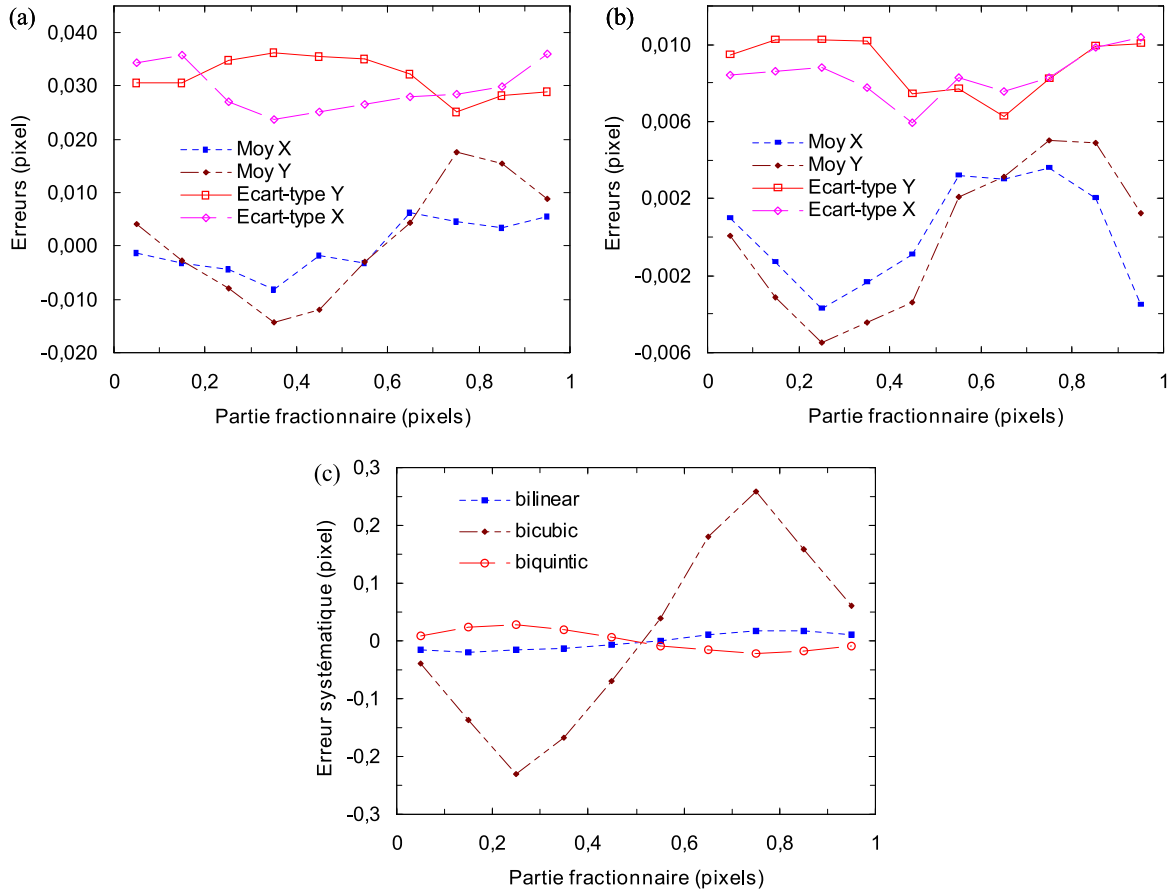 (a)
0,040
0,030
0,020
0,010
0,000
-0,010
-0,020
Erreurs (pixel)
Moy X
Moy Y
Ecart-type Y
Ecart-type X
0 0,2 0,4 0,6 0,8 1
Partie fractionnaire (pixels)
(b)
0,010
0,006
0,002
-0,002
-0,006
Erreurs (pixel)
Moy X
Moy Y
Ecart-type Y
Ecart-type X
0 0,2 0,4 0,6 0,8 1
Partie fractionnaire (pixels)
(c)
0,3
0,2
0,1
0
-0,1
-0,2
-0,3
Erreur systématique (pixel)
bilinear
bicubic
biquintic
0 0,2 0,4 0,6 0,8 1
Partie fractionnaire (pixels)